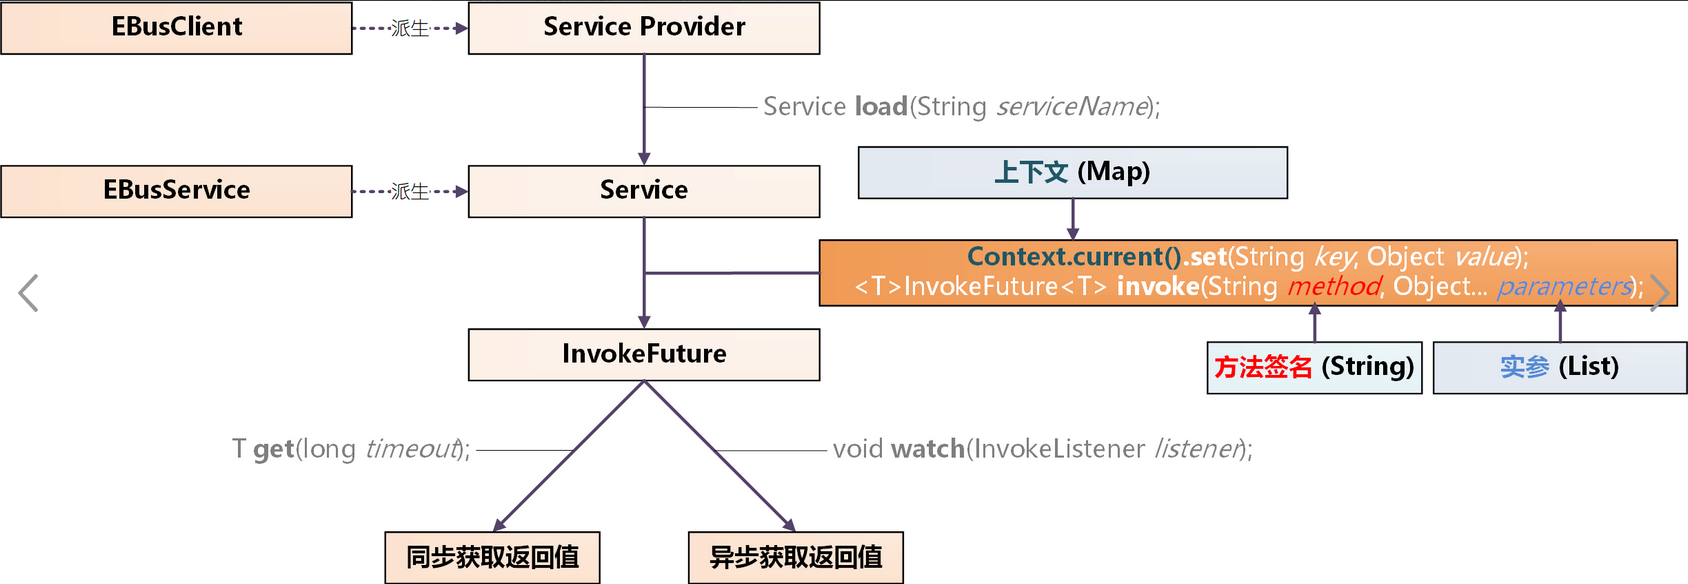 EBusClient
派生
Service Provider
Service load(String serviceName);
上下文 (Map)
EBusService
派生
Service
Context.current().set(String key, Object value);
<T>InvokeFuture<T> invoke(String method, Object... parameters);
InvokeFuture
方法签名 (String)
实参 (List)
T get(long timeout);
void watch(InvokeListener listener);
同步获取返回值
异步获取返回值